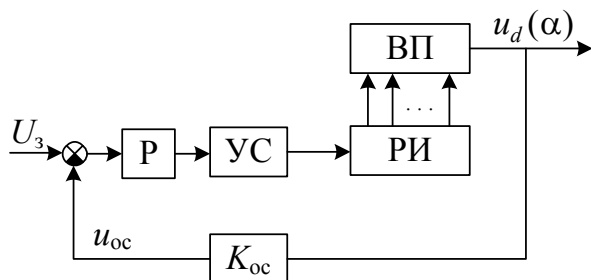 ВП
u_d(α)
...
U_з
Р
УС
РИ
u_ос
K_ос